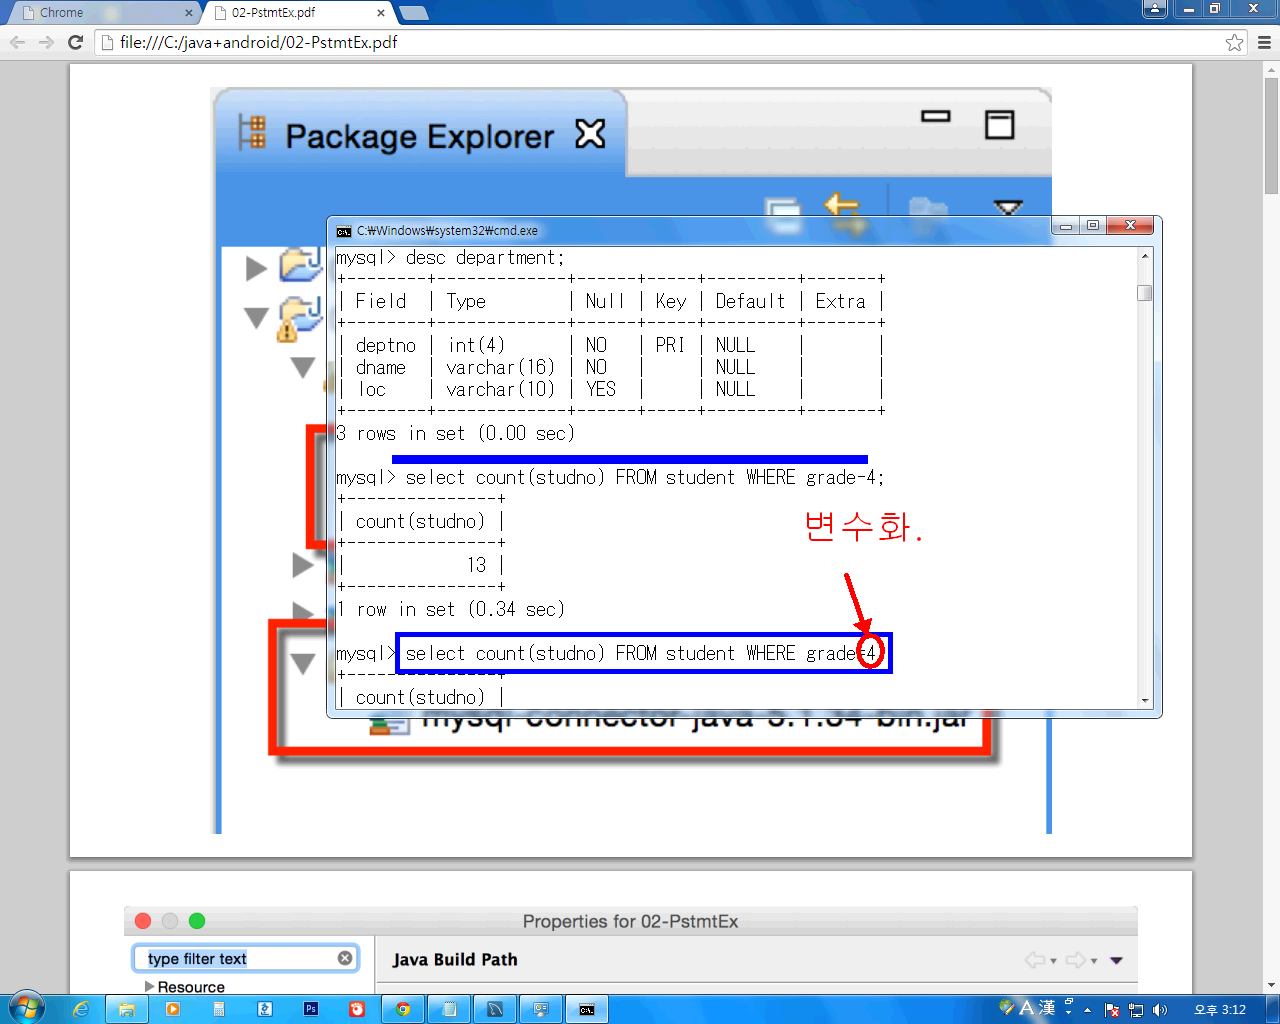 Chrome
02-PstmtEx.pdf
file:///C:/java+android/02-PstmtEx.pdf
Package Explorer
C:₩Windows₩system32₩cmd.exe
mysql> desc department;
+--------+-------------+------+-----+---------+-------+
| Field | Type | Null | Key | Default | Extra |
+--------+-------------+------+-----+---------+-------+
| deptno | int(4) | NO | PRI | NULL | |
| dname | varchar(16) | NO | | NULL | |
| loc | varchar(10) | YES | | NULL | |
+--------+-------------+------+-----+---------+-------+
3 rows in set (0.00 sec)
mysql> select count(studno) FROM student WHERE grade-4;
+---------------+
| count(studno) |
+---------------+
| 13 |
+---------------+
1 row in set (0.34 sec)
변수화.
mysql> select count(studno) FROM student WHERE grade=4
+---------------+
| count(studno) |
mysql-connector-java-5.1.34-bin.jar
Properties for 02-PstmtEx
type filter text
Java Build Path
Resource
Ps
A 漢
오후 3:12